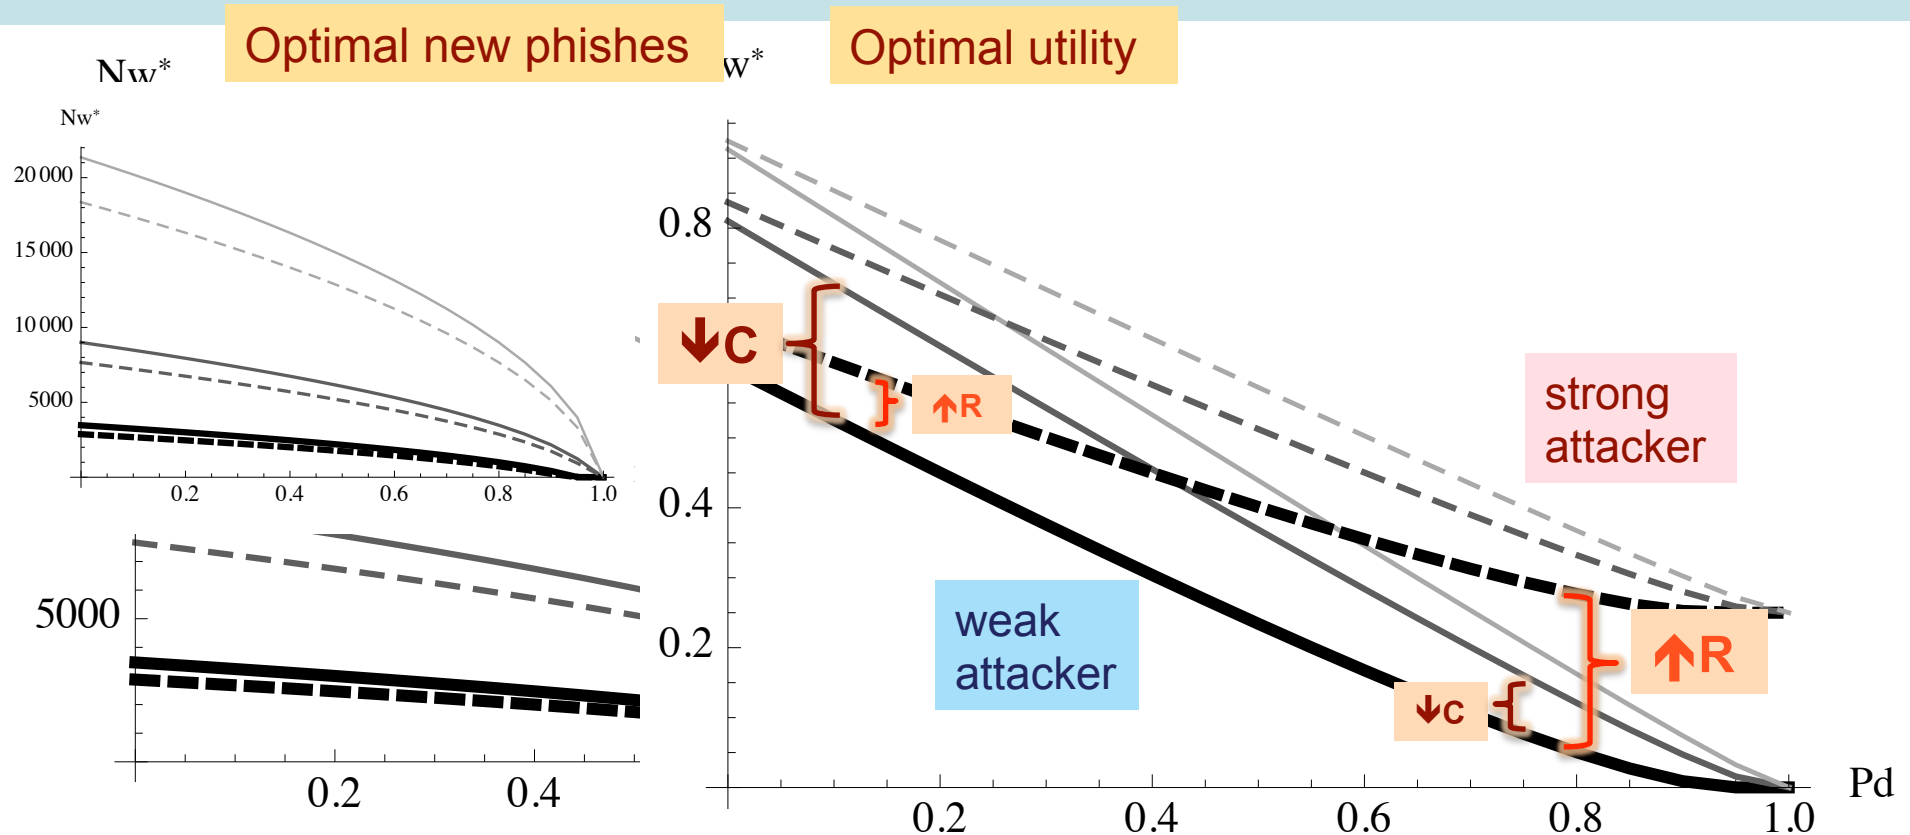 Optimal new phishes
Optimal utility
Nw*
w*
Nw*
20 000
15 000
10 000
5000
0.2 0.4 0.6 0.8 1.0
5000
0.2 0.4
0.8
0.4
0.2
↓C
↑R
strong
attacker
weak
attacker
↑R
↓C
0.2 0.4 0.6 0.8 1.0
Pd